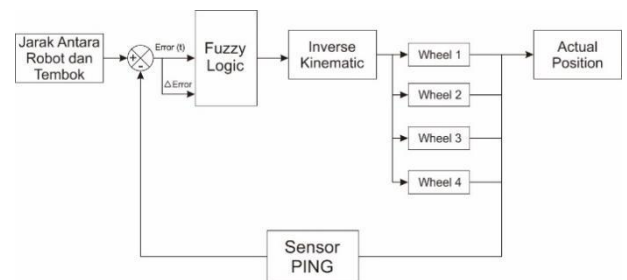 Jarak Antara
Robot dan
Tembok
+
-
Error (t)
△Error
Fuzzy
Logic
Inverse
Kinematic
Wheel 1
Wheel 2
Wheel 3
Wheel 4
Actual
Position
Sensor
PING